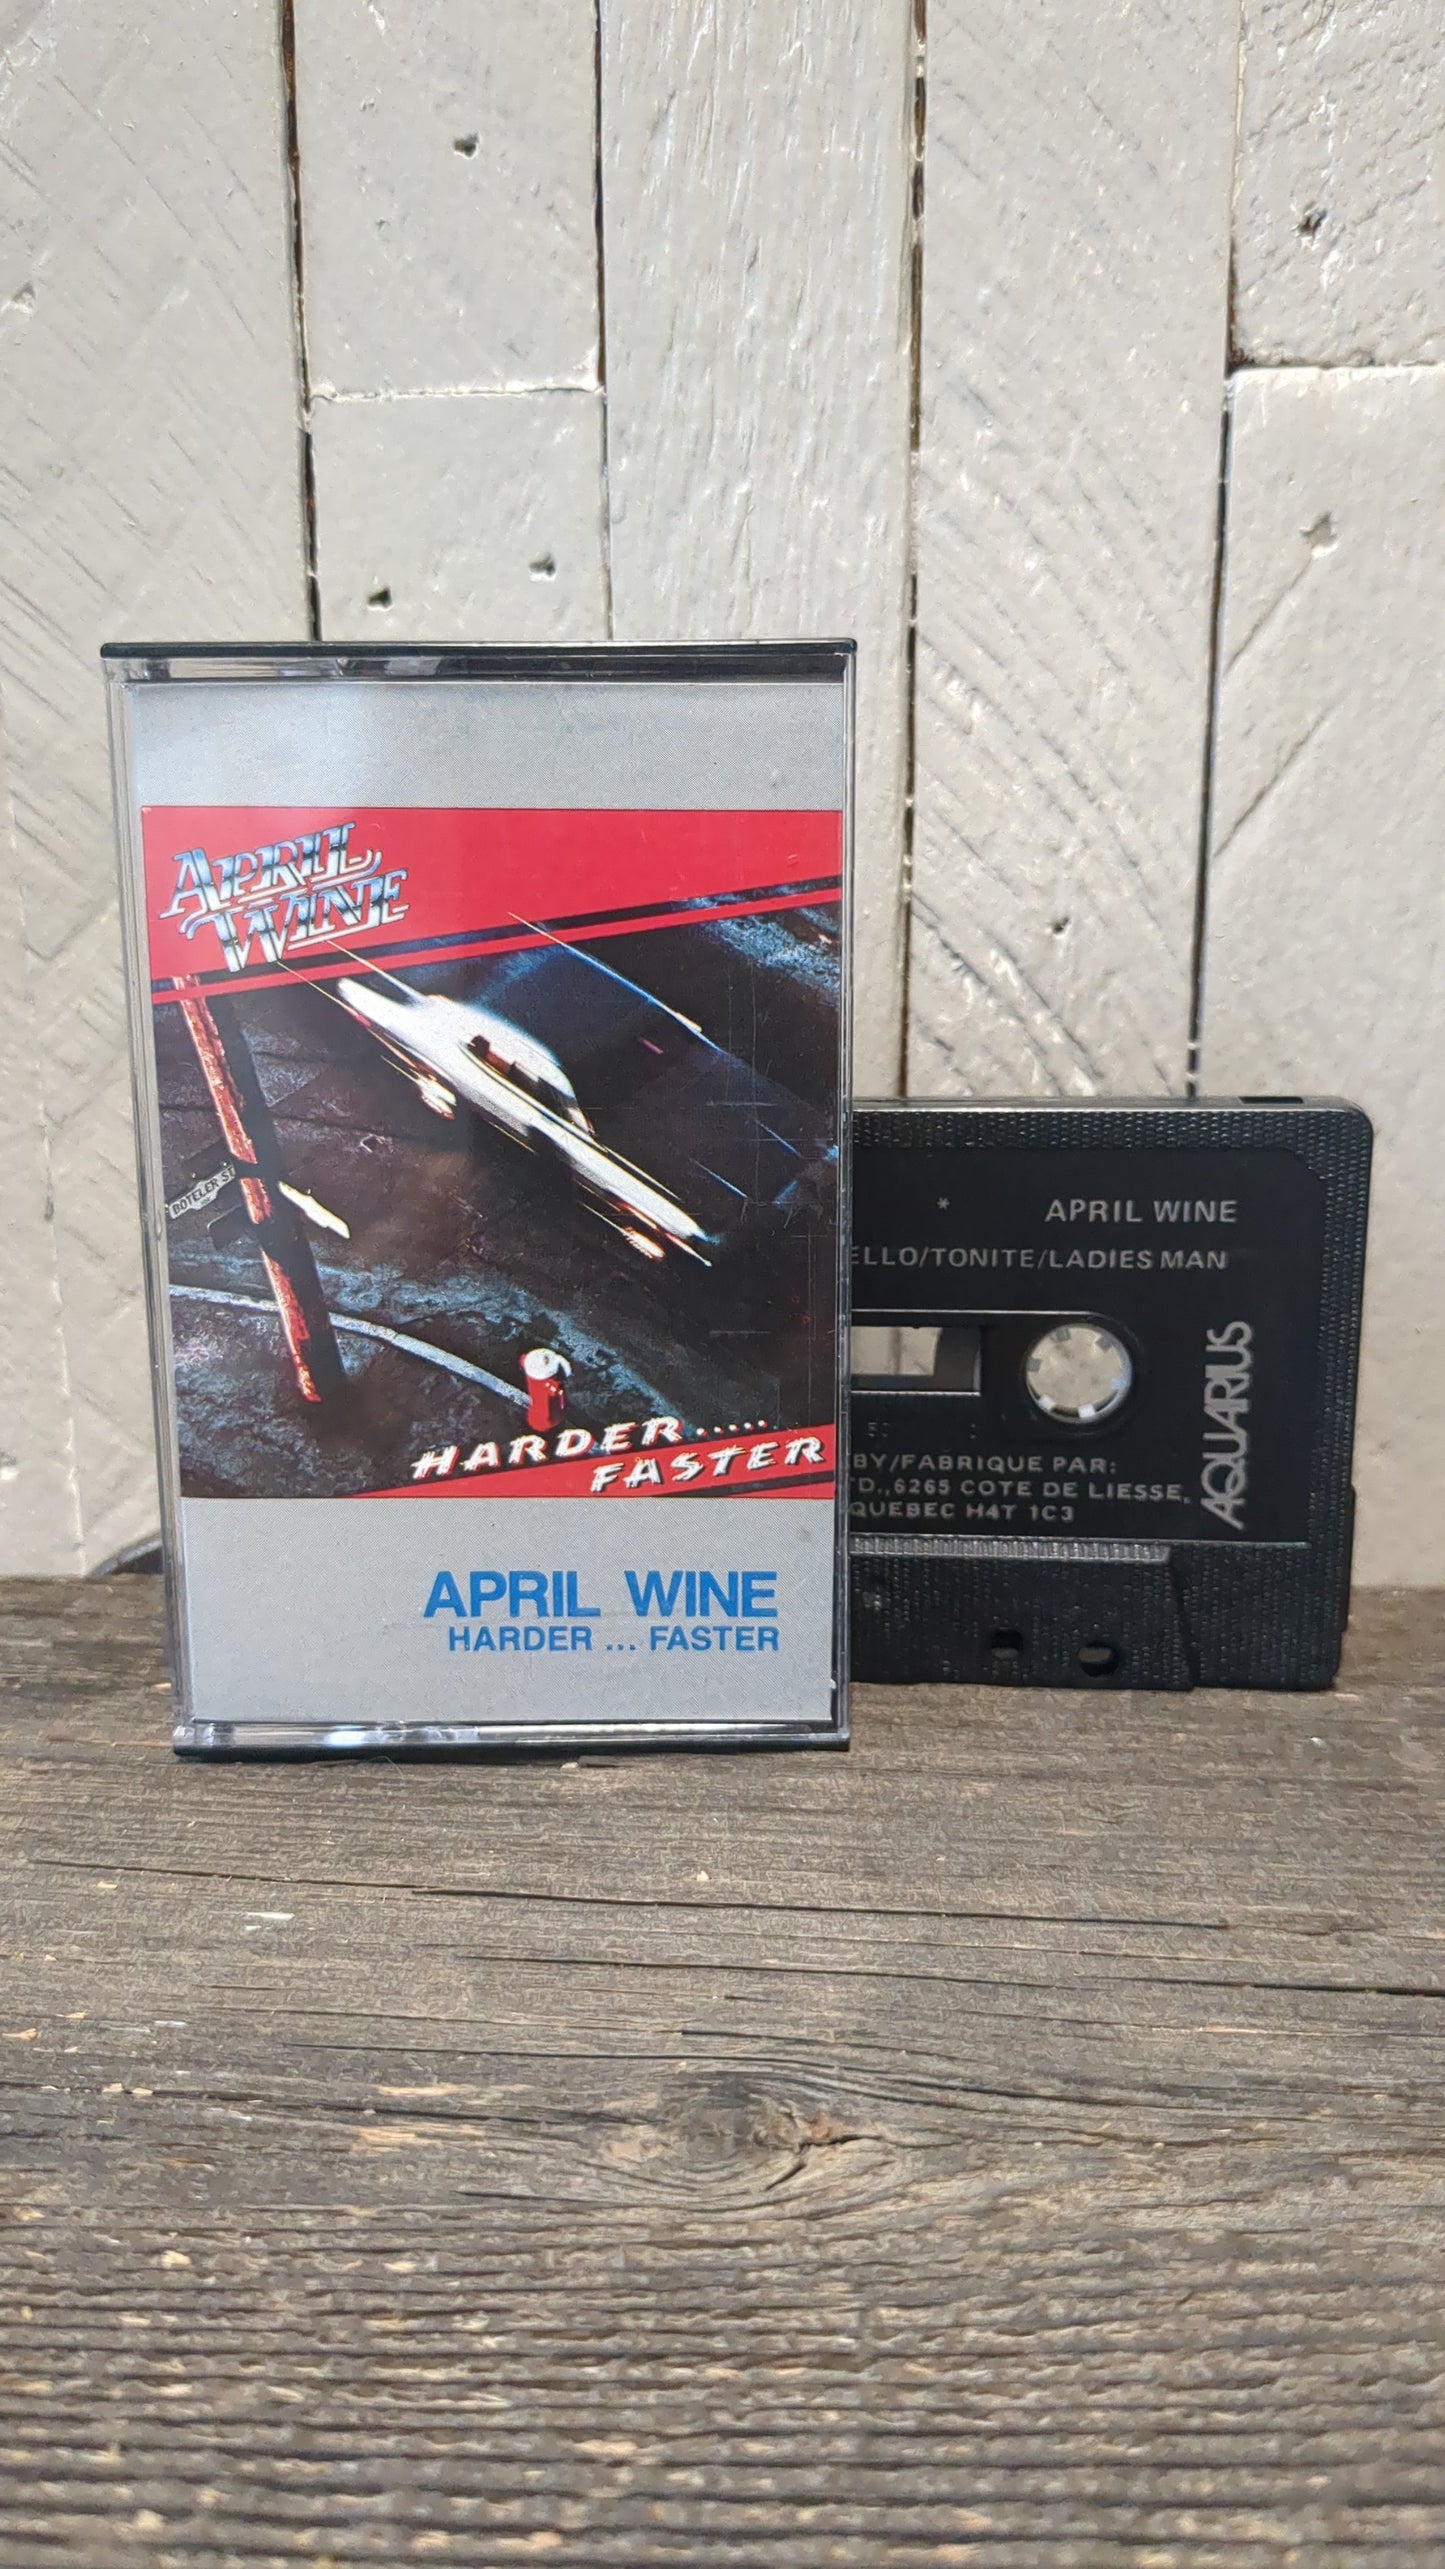 APRIL
WINE
BOTELER ST
HARDER.....
FASTER
APRIL WINE
HARDER ... FASTER
* APRIL WINE
ELLO/TONITE/LADIES MAN
AQUARIUS
BY/FABRIQUE PAR:
TD.,6265 COTE DE LIESSE,
QUEBEC H4T 1C3